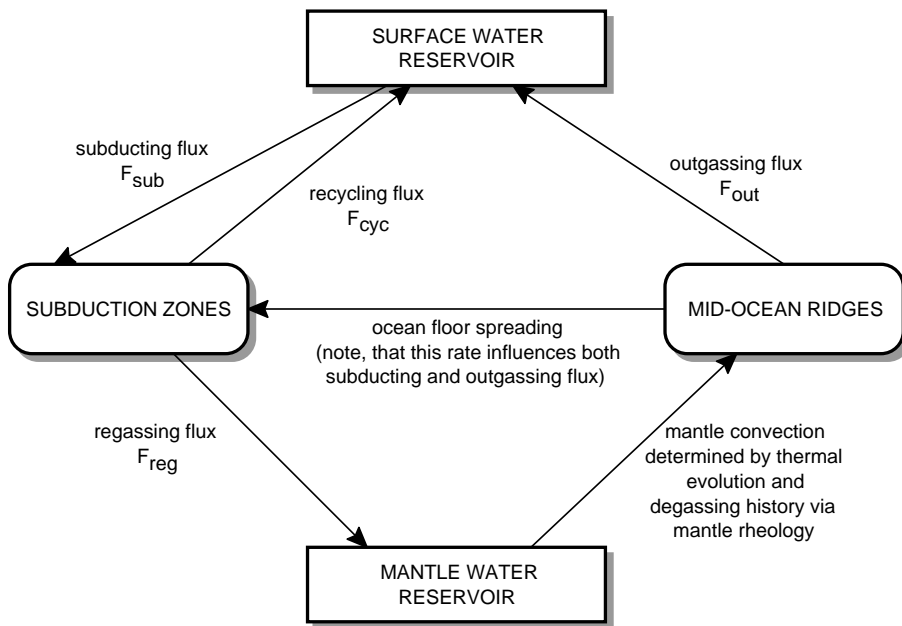 SURFACE WATER
RESERVOIR
subducting flux
F_sub
recycling flux
F_cyc
outgassing flux
F_out
SUBDUCTION ZONES
MID-OCEAN RIDGES
ocean floor spreading
(note, that this rate influences both
subducting and outgassing flux)
regassing flux
F_reg
mantle convection
determined by thermal
evolution and
degassing history via
mantle rheology
MANTLE WATER
RESERVOIR